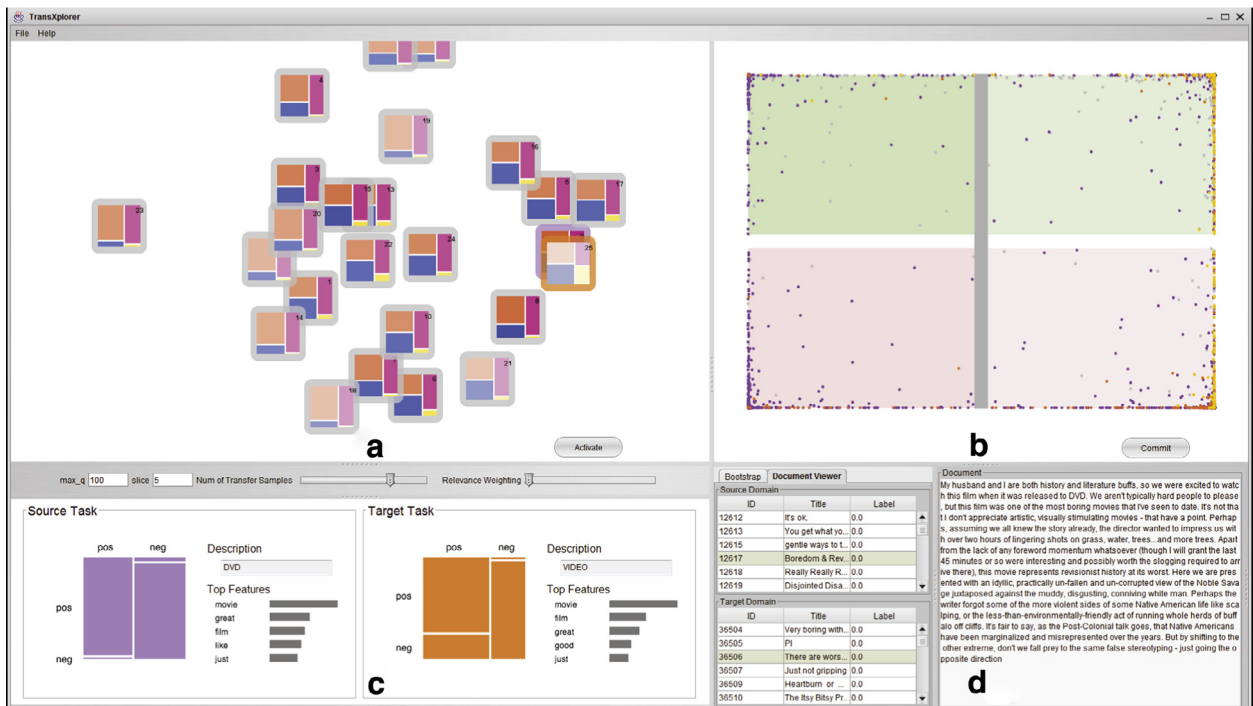 TransXplorer
File Help
4
19
16
3
15
13
5
17
23
20
22
24
25
1
14
10
8
21
18
6
a
Activate
b
Commit
max_q 100 slice 5 Num of Transfer Samples Relevance Weighting
Source Task
pos neg
pos
neg
Description
DVD
Top Features
movie
great
film
like
just
Target Task
pos neg
pos
neg
Description
VIDEO
Top Features
movie
film
great
good
just
c
Bootstrap Document Viewer
Source Domain
ID Title Label
12612 It's ok. 0.0
12613 You get what yo... 0.0
12615 gentle ways to t... 0.0
12617 Boredom & Rev... 0.0
12618 Really Really R... 0.0
12619 Disjointed Disa... 0.0
Target Domain
ID Title Label
36504 Very boring with... 0.0
36505 PI 0.0
36506 There are wors... 0.0
36507 Just not gripping 0.0
36509 Heartburn or ... 0.0
36510 The Itsy Bitsy Pr... 0.0
Document
My husband and I are both history and literature buffs, so we were excited to watc
h this film when it was released to DVD. We aren't typically hard people to please
, but this film was one of the most boring movies that I've seen to date. It's not tha
t I don't appreciate artistic, visually stimulating movies - that have a point. Perhap
s, assuming we all knew the story already, the director wanted to impress us wit
h over two hours of lingering shots on grass, water, trees...and more trees. Apart
from the lack of any foreword momentum whatsoever (though I will grant the last
45 minutes or so were interesting and possibly worth the slogging required to arr
ive there), this movie represents revisionist history at its worst. Here we are pres
ented with an idyllic, practically un-fallen and un-corrupted view of the Noble Sava
ge juxtaposed against the muddy, disgusting, conniving white man. Perhaps the
writer forgot some of the more violent sides of some Native American life like sca
lping, or the less-than-environmentally-friendly act of running whole herds of buff
alo off cliffs. It's fair to say, as the Post-Colonial talk goes, that Native Americans
have been marginalized and misrepresented over the years. But by shifting to the
other extreme, don't we fall prey to the same false stereotyping - just going the o
pposite direction
d